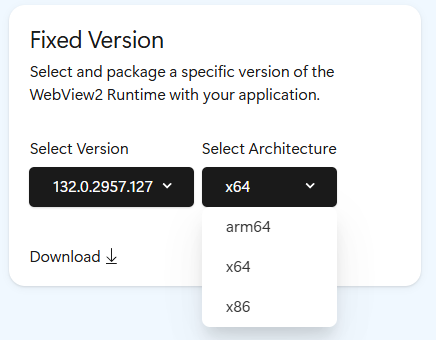 Fixed Version
Select and package a specific version of the
WebView2 Runtime with your application.
Select Version
Select Architecture
132.0.2957.127
x64
arm64
x64
x86
Download